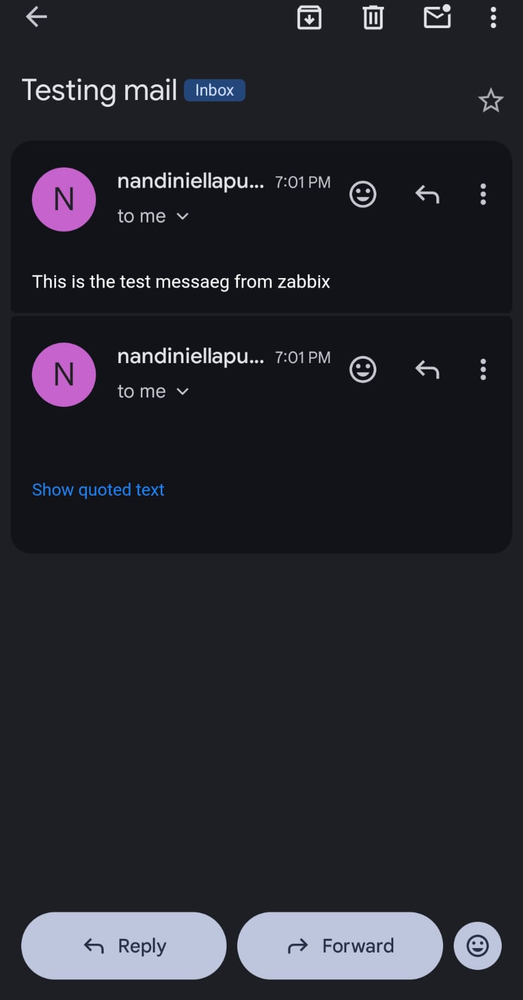 Testing mail Inbox
N
nandiniellapu... 7:01 PM
to me
This is the test messaeg from zabbix
N
nandiniellapu... 7:01 PM
to me
Show quoted text
Reply
Forward